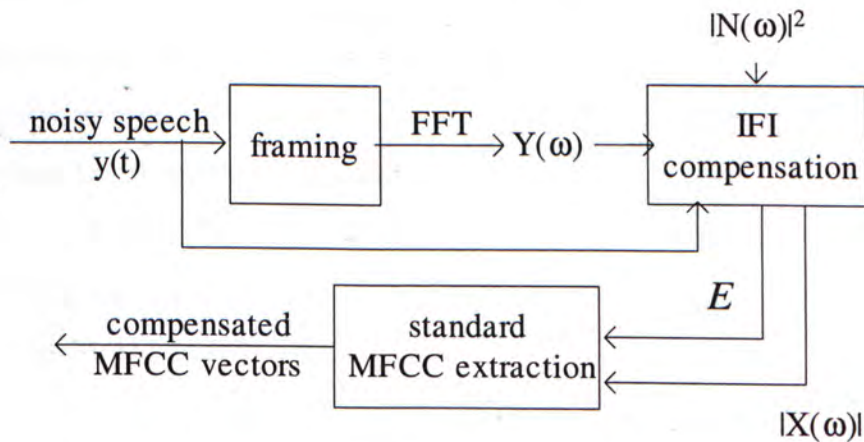 |N(ω)|²
noisy speech
y(t)
framing
FFT
Y(ω)
IFI
compensation
E
compensated
MFCC vectors
standard
MFCC extraction
|X(ω)|